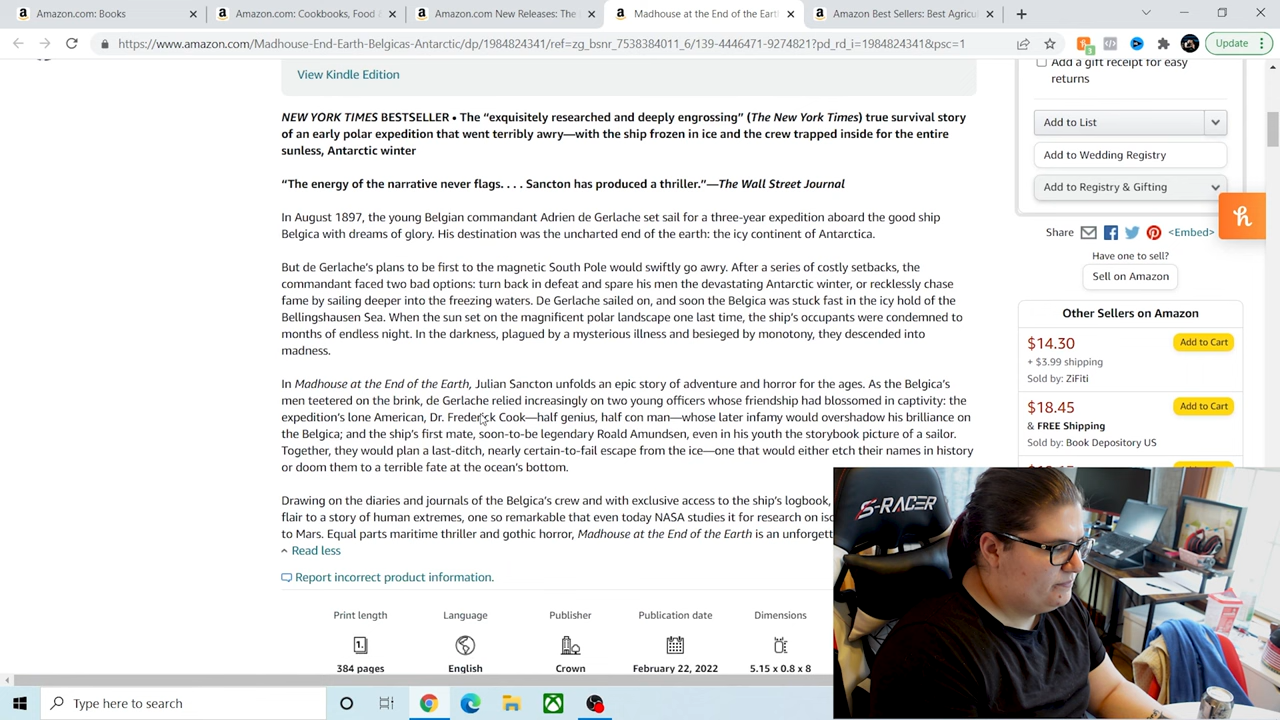 Amazon.com: Books
Amazon.com: Cookbooks, Food &
Amazon.com New Releases: The
Madhouse at the End of the Eart
Amazon Best Sellers: Best Agricul
https://www.amazon.com/Madhouse-End-Earth-Belgicas-Antarctic/dp/1984824341/ref=zg_bsnr_7538304011_6/139-4446471-9274821?pd_rd_i=1984824341&psc=1
3
Update
View Kindle Edition
Add a gift receipt for easy
returns
NEW YORK TIMES BESTSELLER • The “exquisitely researched and deeply engrossing” (The New York Times) true survival story
of an early polar expedition that went terribly awry—with the ship frozen in ice and the crew trapped inside for the entire
sunless, Antarctic winter
“The energy of the narrative never flags. . . . Sancton has produced a thriller.”—The Wall Street Journal
In August 1897, the young Belgian commandant Adrien de Gerlache set sail for a three-year expedition aboard the good ship
Belgica with dreams of glory. His destination was the uncharted end of the earth: the icy continent of Antarctica.
But de Gerlache’s plans to be first to the magnetic South Pole would swiftly go awry. After a series of costly setbacks, the
commandant faced two bad options: turn back in defeat and spare his men the devastating Antarctic winter, or recklessly chase
fame by sailing deeper into the freezing waters. De Gerlache sailed on, and soon the Belgica was stuck fast in the icy hold of the
Bellingshausen Sea. When the sun set on the magnificent polar landscape one last time, the ship’s occupants were condemned to
months of endless night. In the darkness, plagued by a mysterious illness and besieged by monotony, they descended into
madness.
In Madhouse at the End of the Earth, Julian Sancton unfolds an epic story of adventure and horror for the ages. As the Belgica’s
men teetered on the brink, de Gerlache relied increasingly on two young officers whose friendship had blossomed in captivity: the
expedition’s lone American, Dr. Frederick Cook—half genius, half con man—whose later infamy would overshadow his brilliance on
the Belgica; and the ship’s first mate, soon-to-be legendary Roald Amundsen, even in his youth the storybook picture of a sailor.
Together, they would plan a last-ditch, nearly certain-to-fail escape from the ice—one that would either etch their names in history
or doom them to a terrible fate at the ocean’s bottom.
Drawing on the diaries and journals of the Belgica’s crew and with exclusive access to the ship’s logbook,
flair to a story of human extremes, one so remarkable that even today NASA studies it for research on
to Mars. Equal parts maritime thriller and gothic horror, Madhouse at the End of the Earth is an
Read less
Report incorrect product information.
Print length
Language
Publisher
Publication date
Dimensions
384 pages
English
Crown
February 22, 2022
5.15 x 0.8 x 8
Add to List
Add to Wedding Registry
Add to Registry & Gifting
Share
<Embed>
Have one to sell?
Sell on Amazon
Other Sellers on Amazon
$14.30
Add to Cart
+ $3.99 shipping
Sold by: ZiFiti
$18.45
Add to Cart
& FREE Shipping
Sold by: Book Depository US
S-RACER
Type here to search